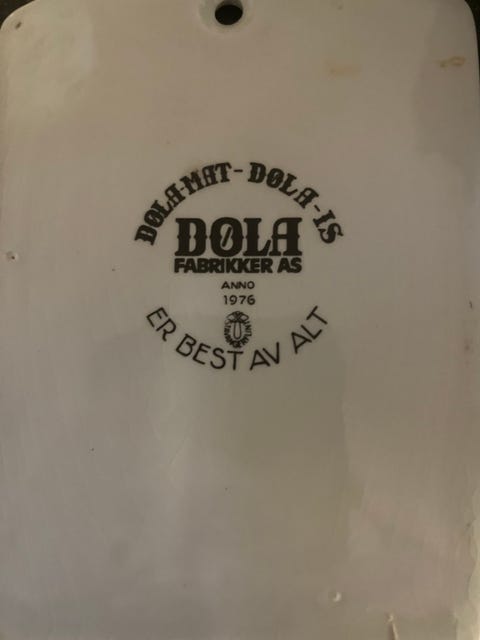 DØLA-MAT - DØLA - IS
DØLA
FABRIKKER AS
ANNO
1976
ER BEST AV ALT